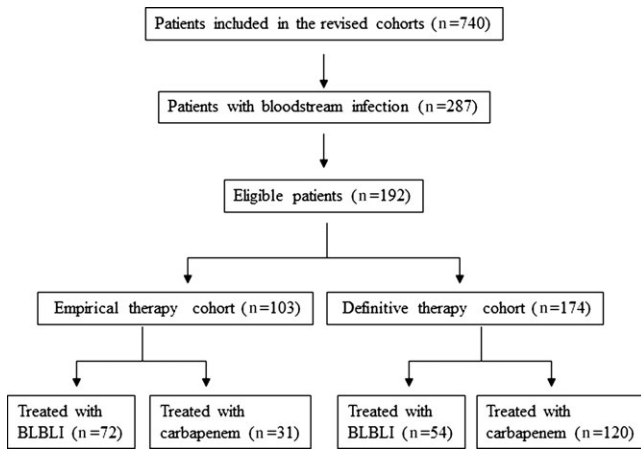 Patients included in the revised cohorts (n=740)
Patients with bloodstream infection (n=287)
Eligible patients (n=192)
Empirical therapy cohort (n=103)
Definitive therapy cohort (n=174)
Treated with
BLBLI (n=72)
Treated with
carbapenem (n=31)
Treated with
BLBLI (n=54)
Treated with
carbapenem (n=120)